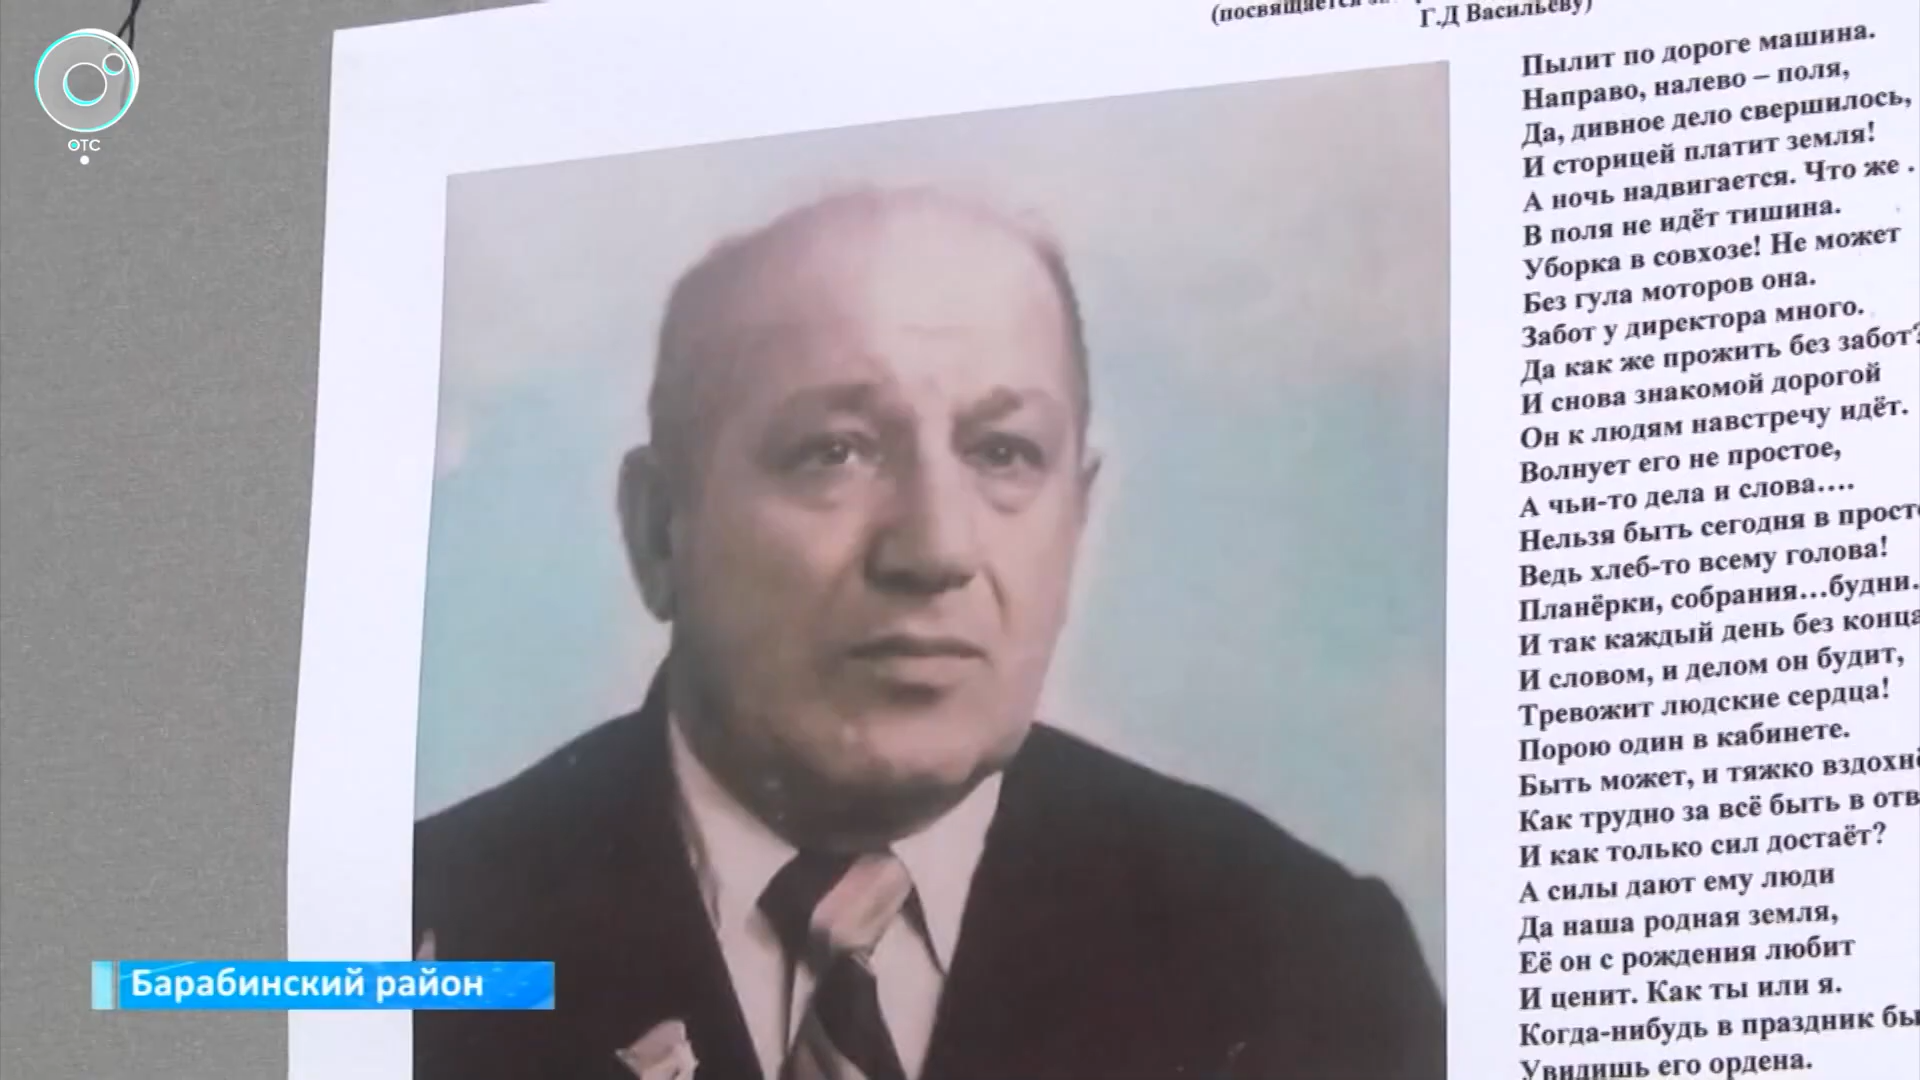 (посвящается
Г.Д Васильеву)
ОТС
Пылит по дороге машина.
Направо, налево – поля,
Да, дивное дело свершилось,
И сторицей платит земля!
А ночь надвигается. Что же .
В поля не идёт тишина.
Уборка в совхозе! Не может
Без гула моторов она.
Забот у директора много.
Да как же прожить без забот?
И снова знакомой дорогой
Он к людям навстречу идёт.
Волнует его не простое,
А чьи-то дела и слова....
Нельзя быть сегодня в
Ведь хлеб-то всему голова!
Планёрки, собрания...будни.
И так каждый день без конца
И словом, и делом он будит,
Тревожит людские сердца!
Порою один в кабинете.
Быть может, и тяжко
Как трудно за всё быть в
И как только сил достаёт?
А силы дают ему люди
Да наша родная земля,
Её он с рождения любит
И ценит. Как ты или я.
Когда-нибудь в праздник
Увидишь его ордена.
Барабинский район